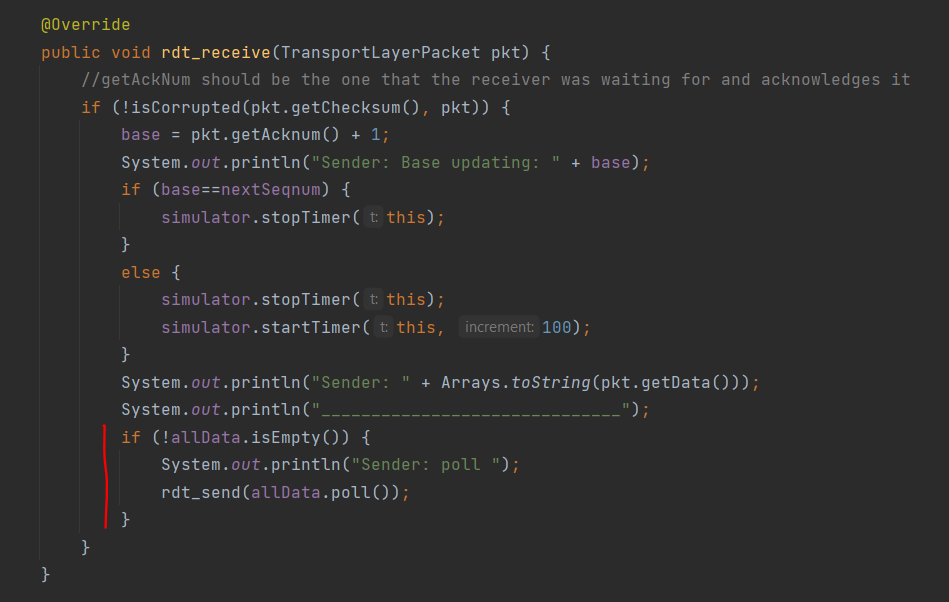 @Override
public void rdt_receive(TransportLayerPacket pkt) {
//getAckNum should be the one that the receiver was waiting for and acknowledges it
if (!isCorrupted(pkt.getChecksum(), pkt)) {
base = pkt.getAcknum() + 1;
System.out.println("Sender: Base updating: " + base);
if (base==nextSeqnum) {
simulator.stopTimer( t: this);
}
else {
simulator.stopTimer( t: this);
simulator.startTimer( t: this, increment: 100);
}
System.out.println("Sender: " + Arrays.toString(pkt.getData()));
System.out.println("______________________________");
if (!allData.isEmpty()) {
System.out.println("Sender: poll ");
rdt_send(allData.poll());
}
}
}